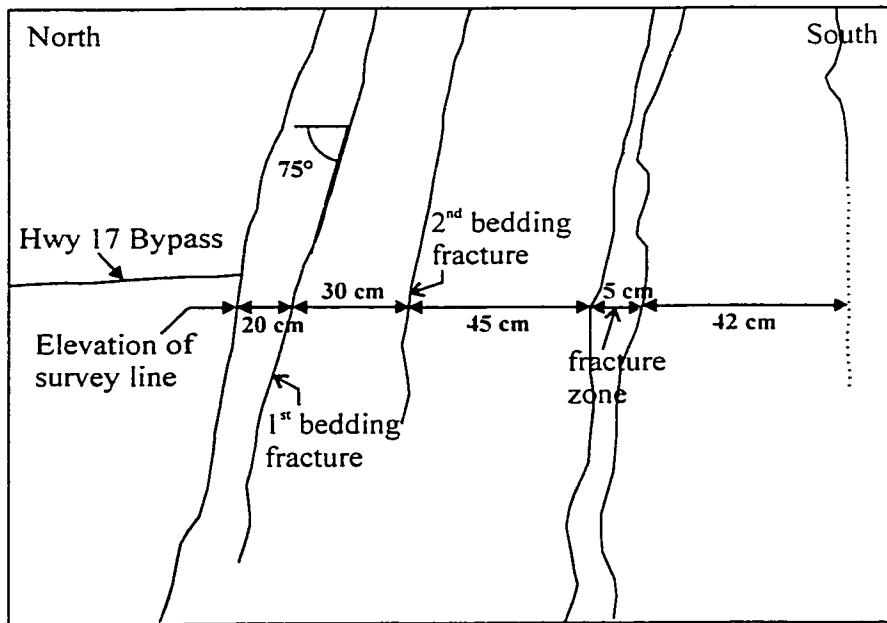 North
South
75°
2nd bedding
fracture
Hwy 17 Bypass
30 cm
5 cm
20 cm
45 cm
42 cm
Elevation of
survey line
fracture
zone
1st bedding
fracture